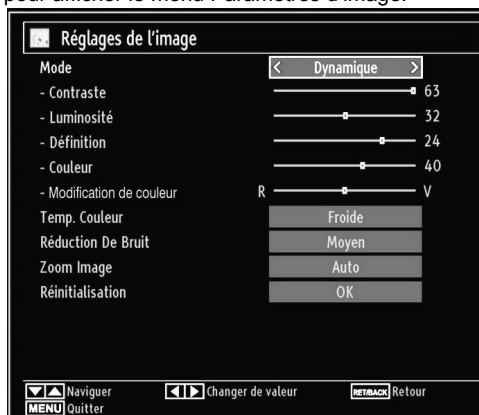 pour afficher le menu Paramètres d'image.
Réglages de l'image
Mode Dynamique
- Contraste 63
- Luminosité 32
- Définition 24
- Couleur 40
- Modification de couleur R V
Temp. Couleur Froide
Réduction De Bruit Moyen
Zoom Image Auto
Réinitialisation OK
Naviguer Changer de valeur RET/BACK Retour
MENU Quitter